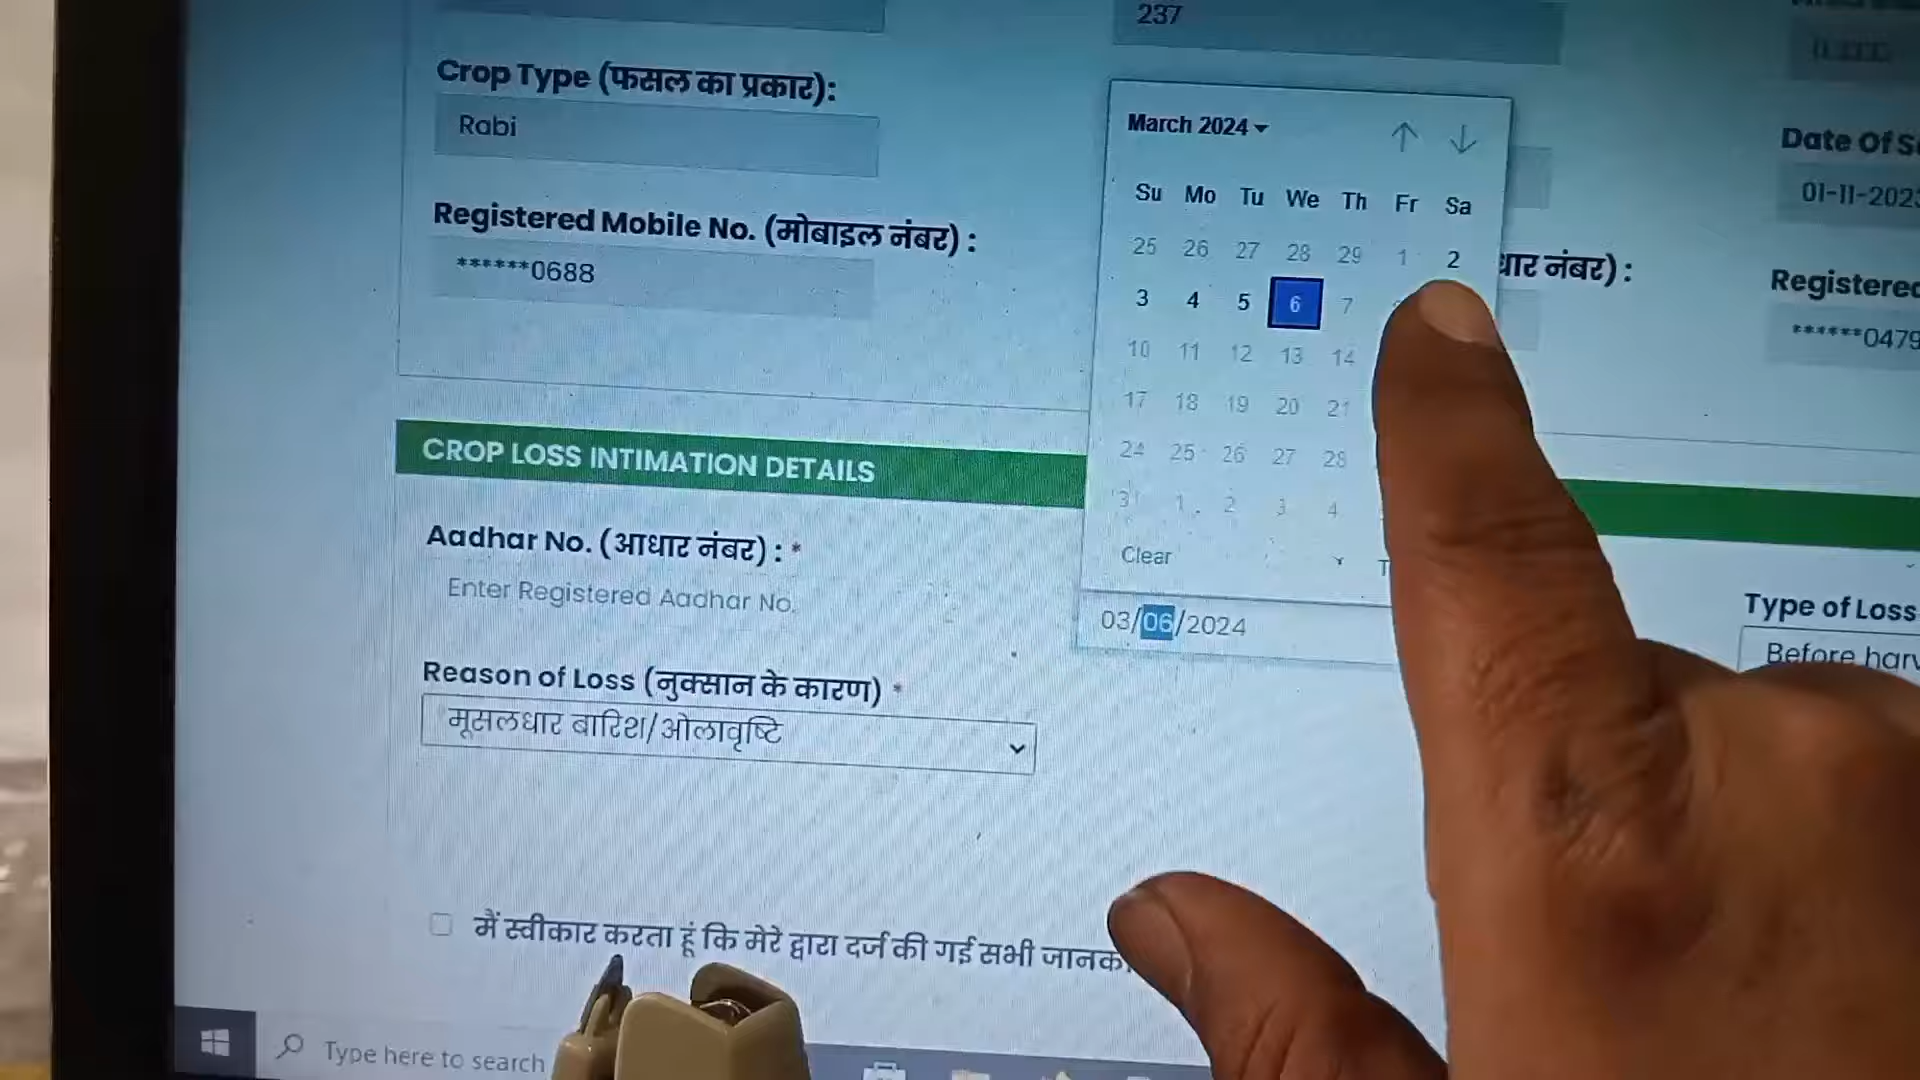 237
Crop Type (फसल का प्रकार):
Rabi
Date Of S
01-11-202
Registered Mobile No. (मोबाइल नंबर) :
******0688
धार नंबर) :
Registered
******0479
March 2024
Su Mo Tu We Th Fr Sa
25 26 27 28 29 1 2
3 4 5 6 7
10 11 12 13 14
17 18 19 20 21
24 25 26 27 28
31 1 2 3 4
Clear
03/06/2024
CROP LOSS INTIMATION DETAILS
Aadhar No. (आधार नंबर) : *
Enter Registered Aadhar No.
Type of Loss
Before harv
Reason of Loss (नुक्सान के कारण) *
मूसलधार बारिश/ओलावृष्टि
मैं स्वीकार करता हूं कि मेरे द्वारा दर्ज की गई सभी जानक
Type here to search